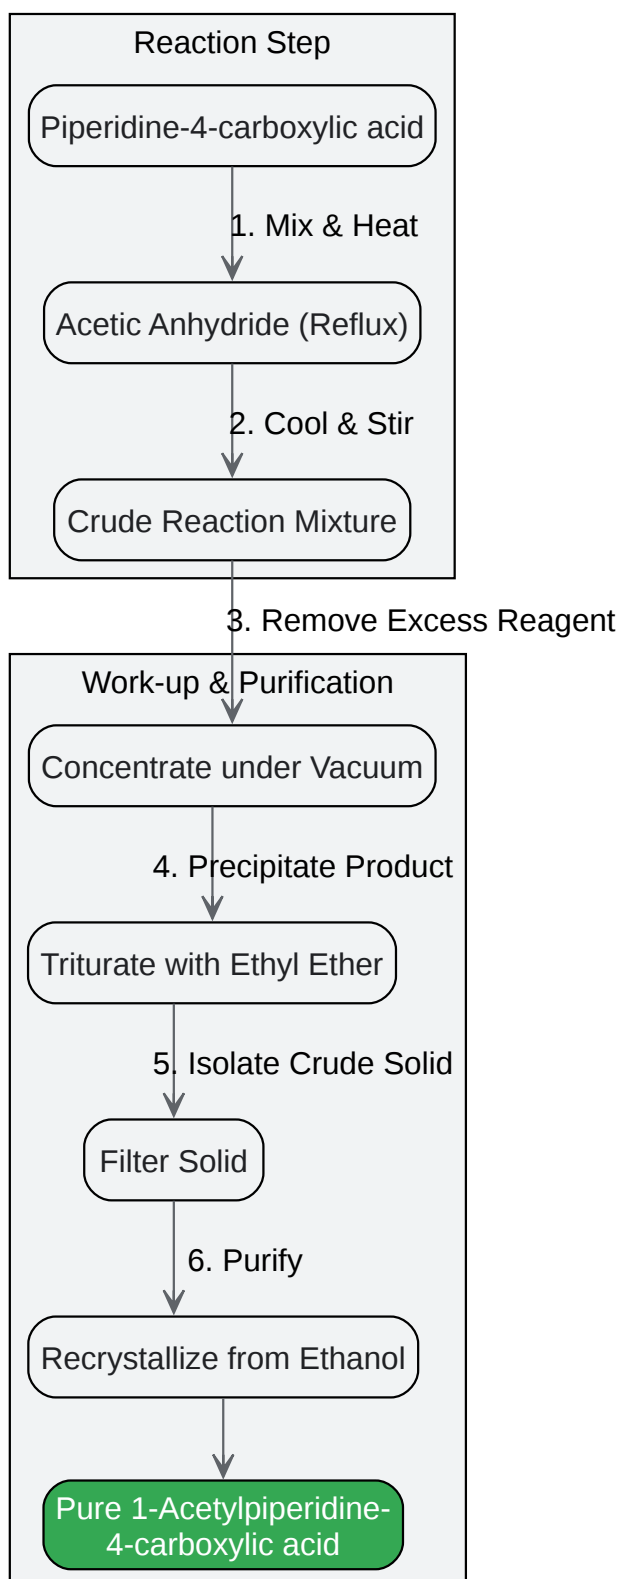 Reaction Step
Piperidine-4-carboxylic acid
1. Mix & Heat
Acetic Anhydride (Reflux)
2. Cool & Stir
Crude Reaction Mixture
3. Remove Excess Reagent
Work-up & Purification
Concentrate under Vacuum
4. Precipitate Product
Triturate with Ethyl Ether
5. Isolate Crude Solid
Filter Solid
6. Purify
Recrystallize from Ethanol
Pure 1-Acetylpiperidine-
4-carboxylic acid